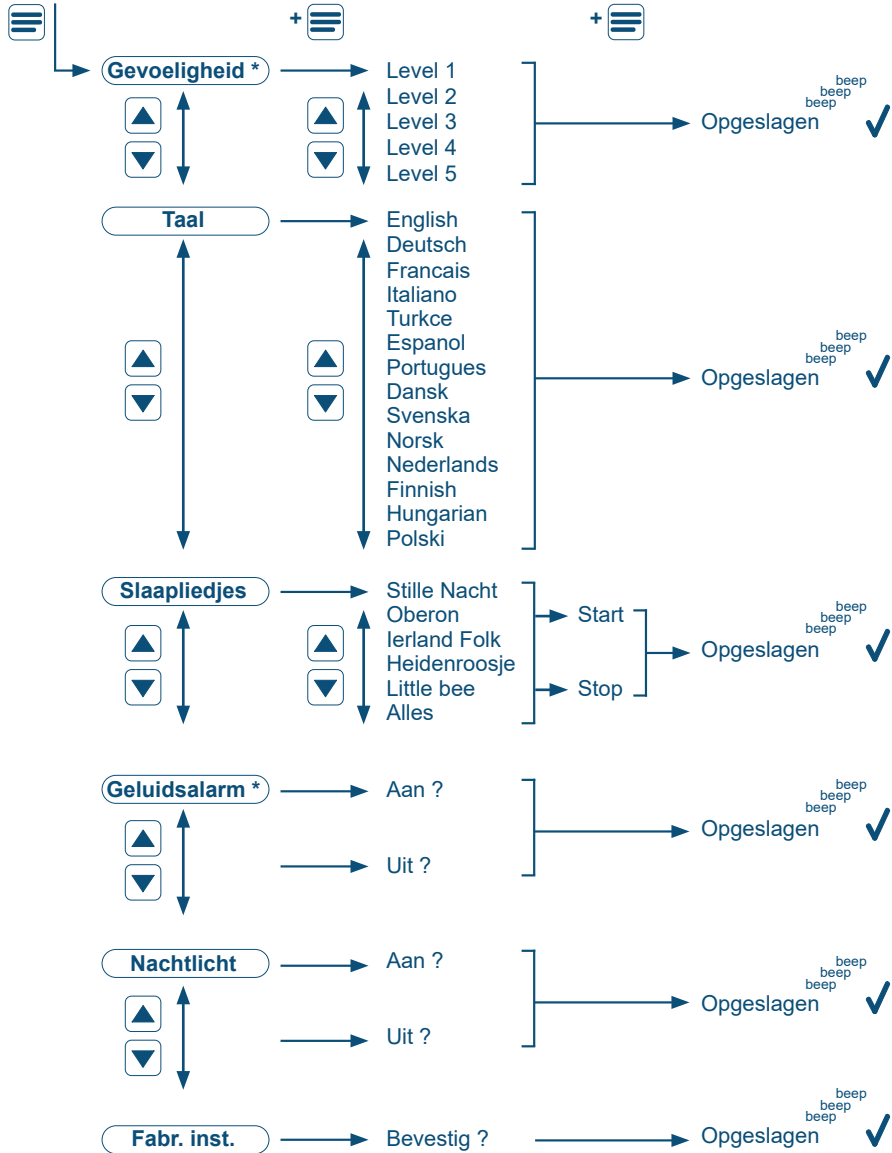 +
+
Gevoeligheid *
Level 1
Level 2
Level 3
Level 4
Level 5
Opgeslagen
beep
beep
beep
Taal
English
Deutsch
Francais
Italiano
Turkce
Espanol
Portugues
Dansk
Svenska
Norsk
Nederlands
Finnish
Hungarian
Polski
Opgeslagen
beep
beep
beep
Slaapliedjes
Stille Nacht
Oberon
Ierland Folk
Heidenroosje
Little bee
Alles
Start
Stop
Opgeslagen
beep
beep
beep
Geluidsalarm *
Aan ?
Uit ?
Opgeslagen
beep
beep
beep
Nachtlicht
Aan ?
Uit ?
Opgeslagen
beep
beep
beep
Fabr. inst.
Bevestig ?
Opgeslagen
beep
beep
beep